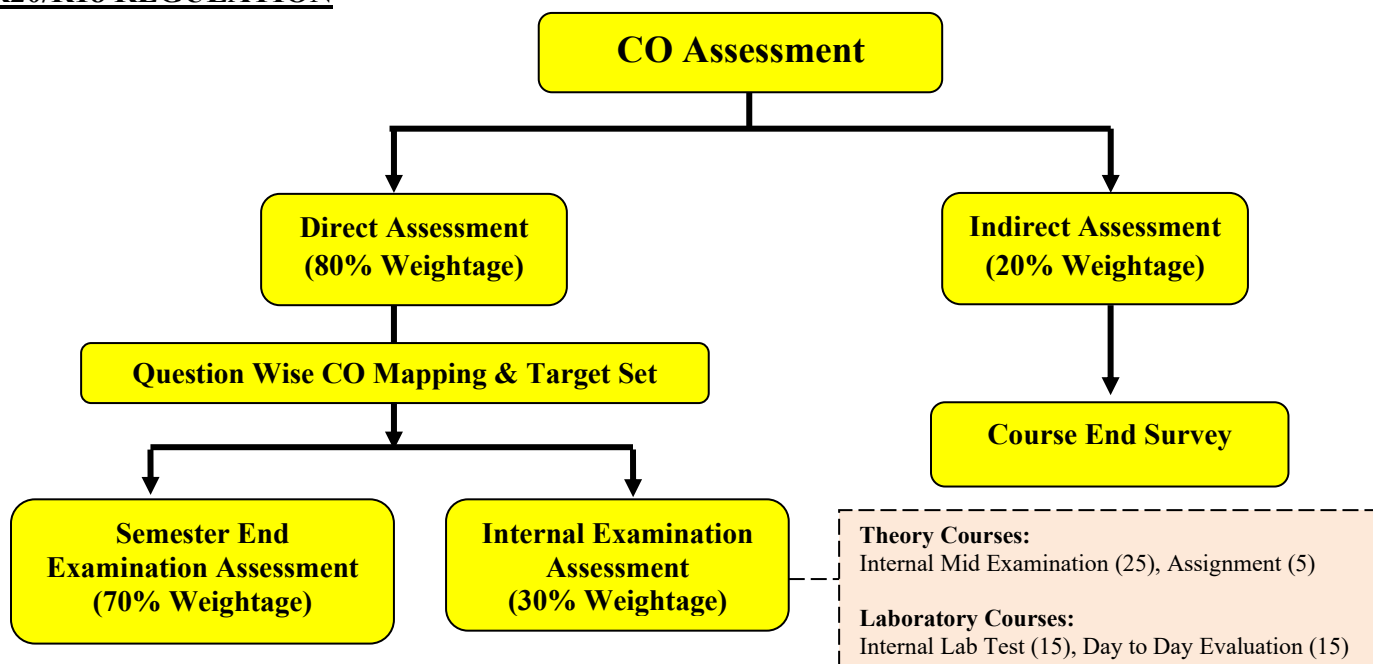 REGULATION
CO Assessment
Direct Assessment
(80% Weightage)
Indirect Assessment
(20% Weightage)
Question Wise CO Mapping & Target Set
Course End Survey
Semester End
Examination Assessment
(70% Weightage)
Internal Examination
Assessment
(30% Weightage)
Theory Courses:
Internal Mid Examination (25), Assignment (5)
Laboratory Courses:
Internal Lab Test (15), Day to Day Evaluation (15)